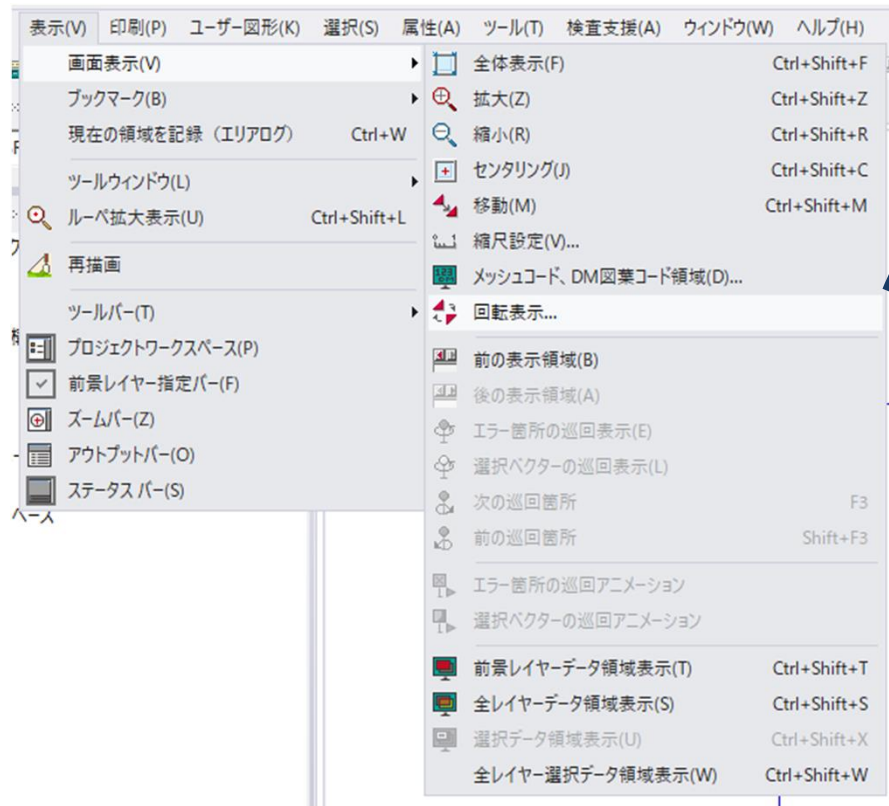 表示(V) 印刷(P) ユーザー図形(K) 選択(S) 属性(A) ツール(T) 検査支援(A) ウィンドウ(W) ヘルプ(H)
画面表示(V)
ブックマーク(B)
現在の領域を記録（エリアログ） Ctrl+W
ツールウィンドウ(L)
ルーペ拡大表示(U) Ctrl+Shift+L
再描画
ツールバー(T)
プロジェクトワークスペース(P)
前景レイヤー指定バー(F)
ズームバー(Z)
アウトプットバー(O)
ステータス バー(S)
ペース
全体表示(F) Ctrl+Shift+F
拡大(Z) Ctrl+Shift+Z
縮小(R) Ctrl+Shift+R
センタリング(J) Ctrl+Shift+C
移動(M) Ctrl+Shift+M
縮尺設定(V)...
メッシュコード、DM図葉コード領域(D)...
回転表示...
前の表示領域(B)
後の表示領域(A)
エラー箇所の巡回表示(E)
選択ベクターの巡回表示(L)
次の巡回箇所 F3
前の巡回箇所 Shift+F3
エラー箇所の巡回アニメーション
選択ベクターの巡回アニメーション
前景レイヤーデータ領域表示(T) Ctrl+Shift+T
全レイヤーデータ領域表示(S) Ctrl+Shift+S
選択データ領域表示(U) Ctrl+Shift+X
全レイヤー選択データ領域表示(W) Ctrl+Shift+W